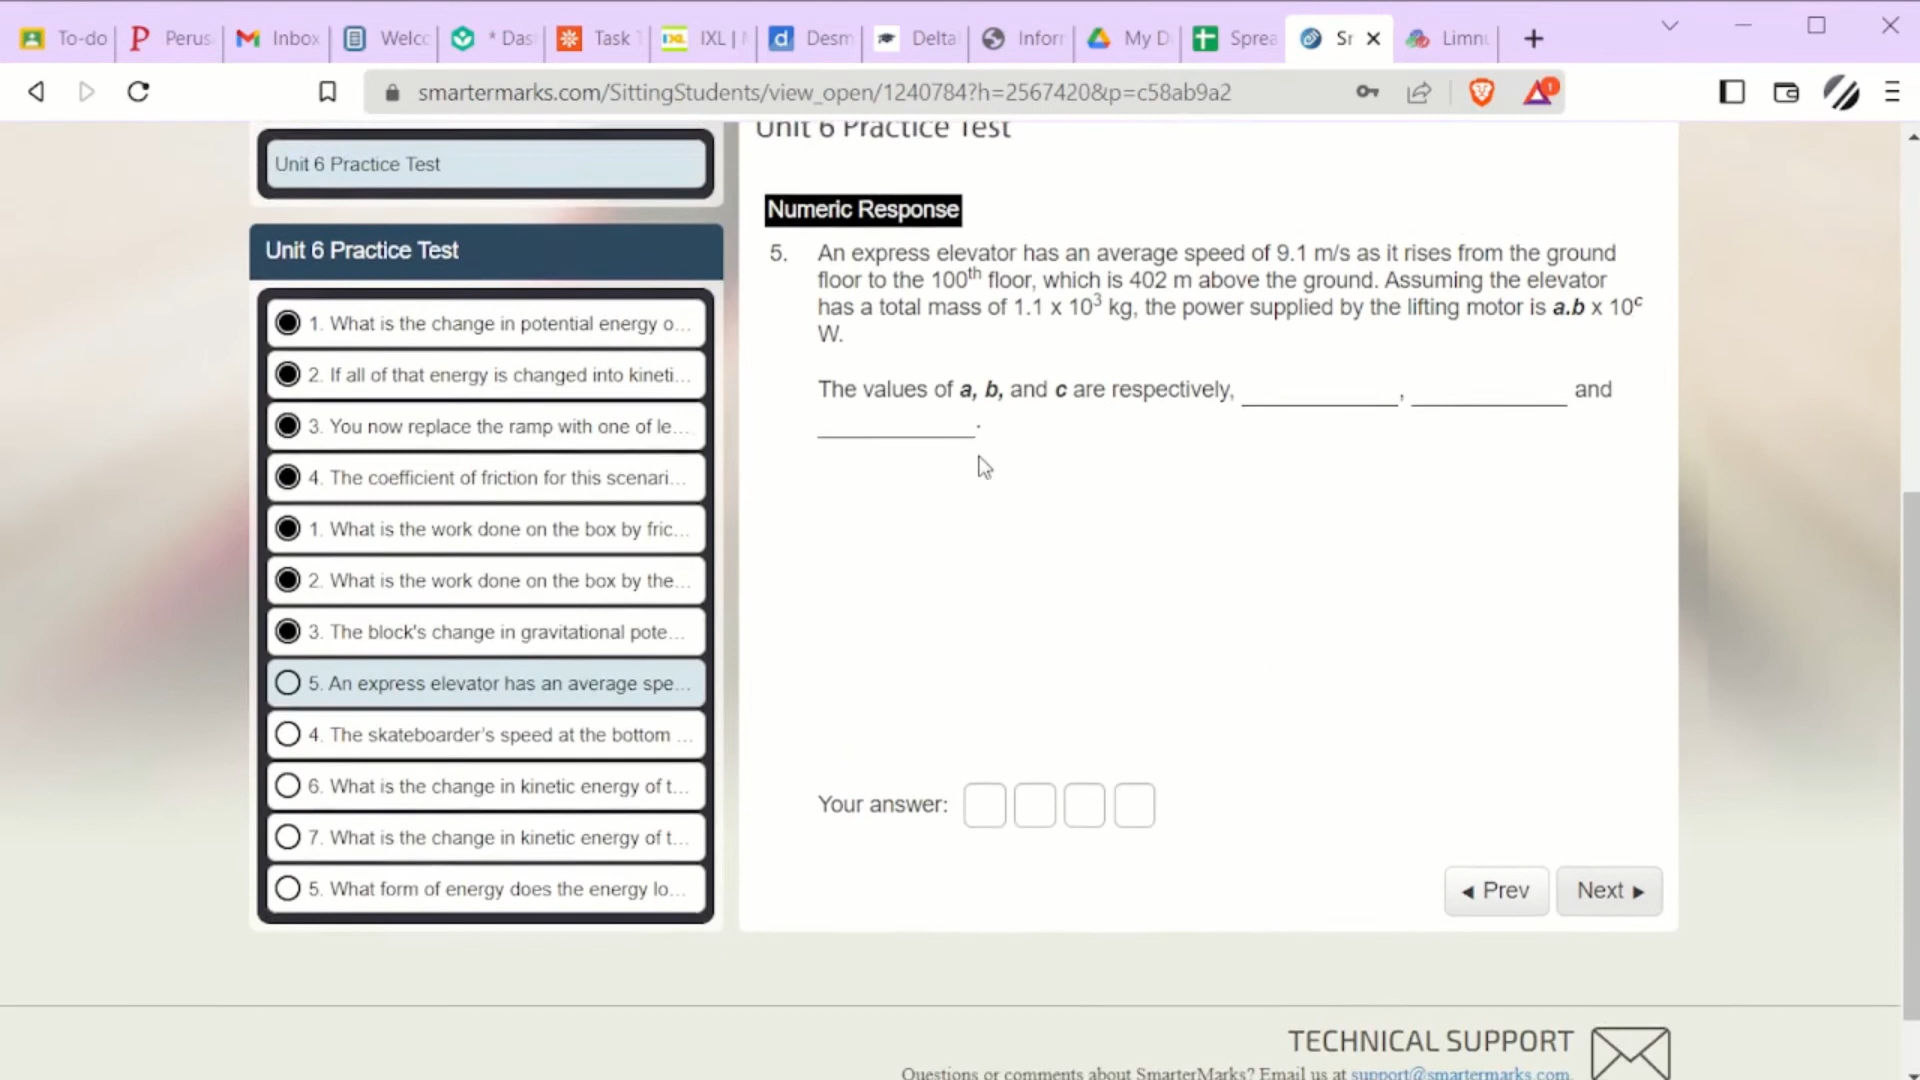 To-do
Perus
Inbox
Welc
* Das
Task
IXL |
Desm
Delta
Infor
My D
Sprea
Sr
Limn
smartermarks.com/SittingStudents/view_open/1240784?h=2567420&p=c58ab9a2
Unit 6 Practice Test
Unit 6 Practice Test
1. What is the change in potential energy o...
2. If all of that energy is changed into kineti...
3. You now replace the ramp with one of le...
4. The coefficient of friction for this scenari...
1. What is the work done on the box by fric...
2. What is the work done on the box by the...
3. The block's change in gravitational pote...
5. An express elevator has an average spe...
4. The skateboarder's speed at the bottom ...
6. What is the change in kinetic energy of t...
7. What is the change in kinetic energy of t...
5. What form of energy does the energy lo...
Unit 6 Practice Test
Numeric Response
5. An express elevator has an average speed of 9.1 m/s as it rises from the ground
floor to the 100th floor, which is 402 m above the ground. Assuming the elevator
has a total mass of 1.1 x 10³ kg, the power supplied by the lifting motor is a.b x 10ᶜ
W.
The values of a, b, and c are respectively, ____________, ____________ and
____________.
Your answer:
◄ Prev
Next ►
TECHNICAL SUPPORT
Questions or comments about SmarterMarks? Email us at support@smartermarks.com.